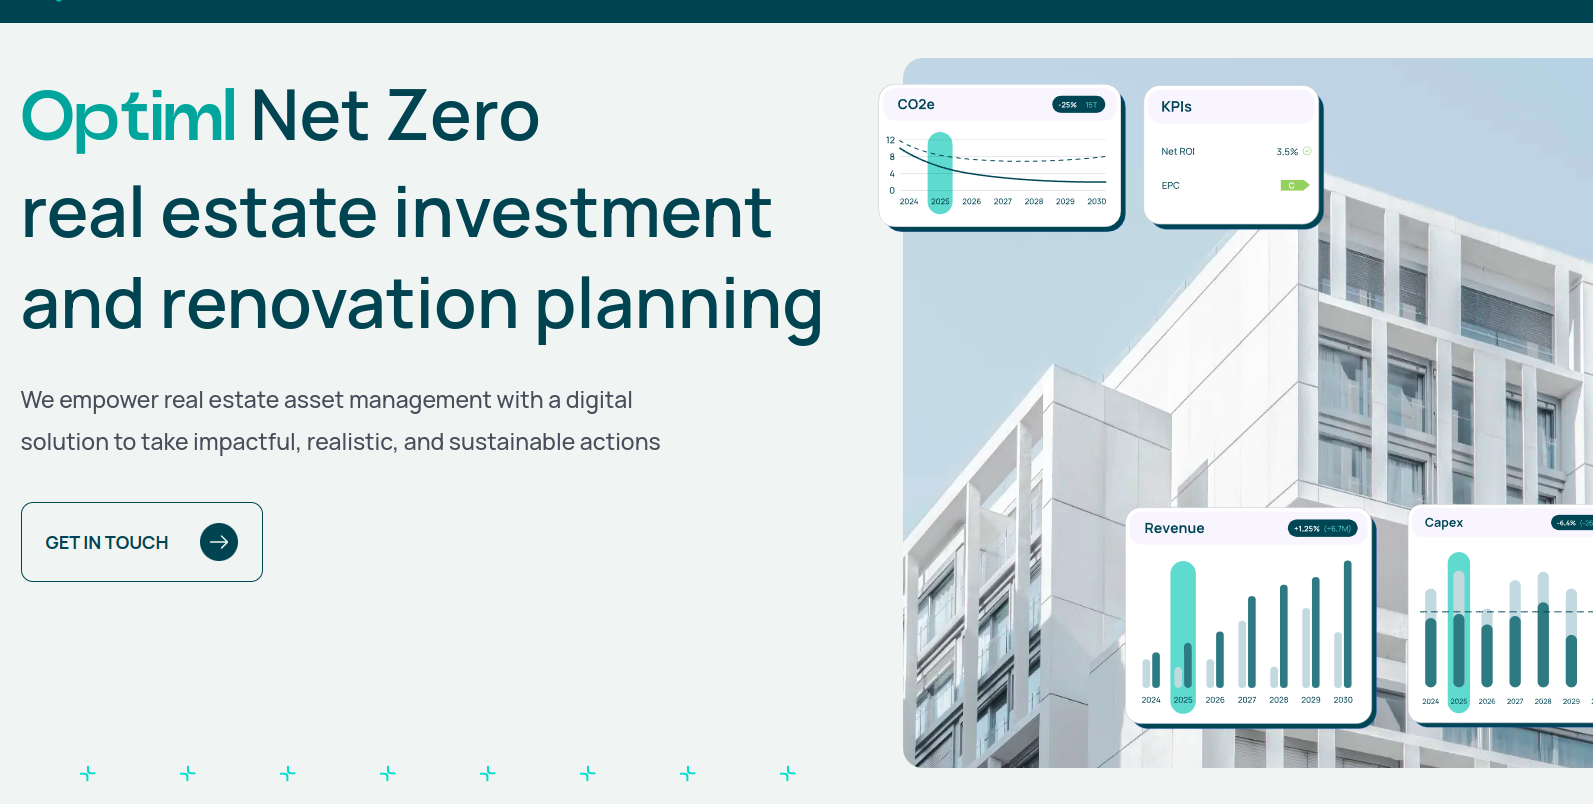 Optiml Net Zero
real estate investment
and renovation planning
We empower real estate asset management with a digital
solution to take impactful, realistic, and sustainable actions
GET IN TOUCH
CO2e
-25% 15T
12
8
4
0
2024 2025 2026 2027 2028 2029 2030
KPIs
Net ROI 3.5%
EPC C
Revenue
+1.25% (+6.7M)
2024 2025 2026 2027 2028 2029 2030
Capex
-6.4%
2024 2025 2026 2027 2028 2029